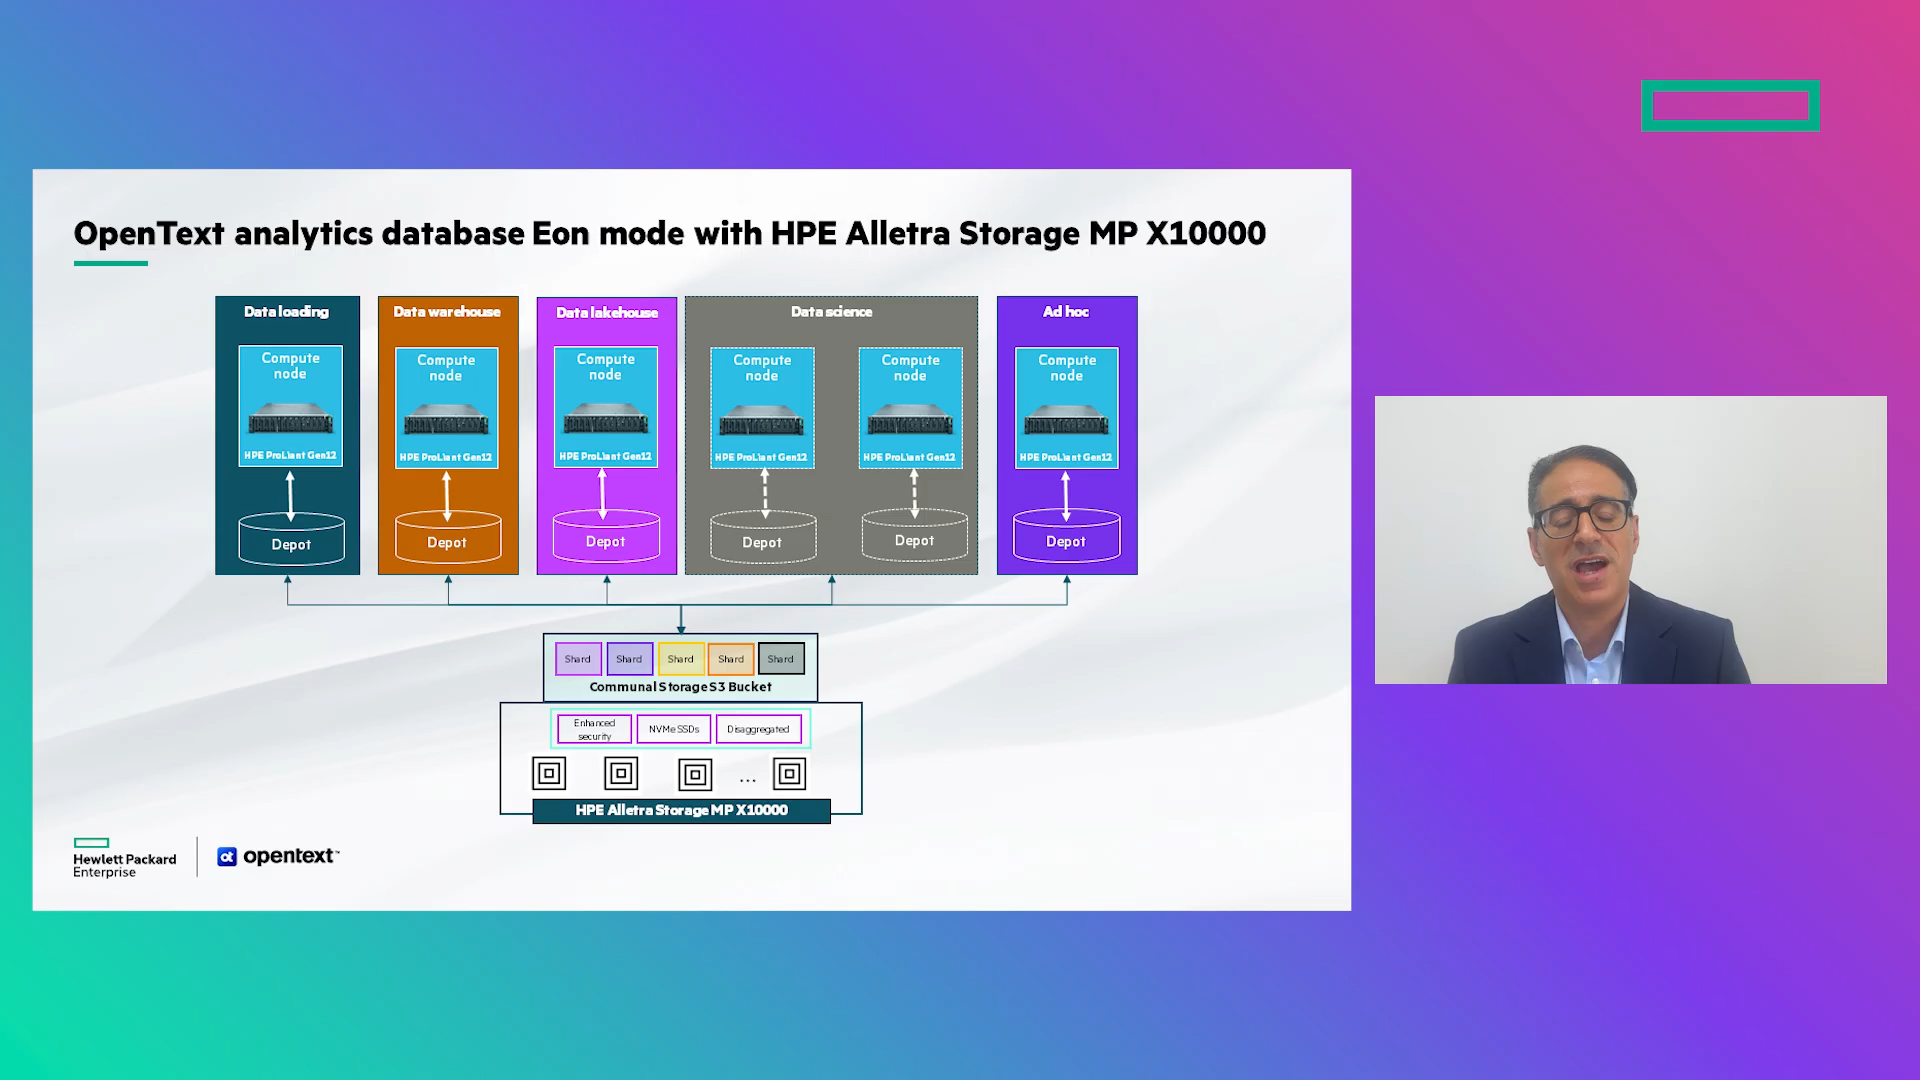 OpenText analytics database Eon mode with HPE Alletra Storage MP X10000
Data loading
Compute
node
HPE ProLiant Gen12
Depot
Data warehouse
Compute
node
HPE ProLiant Gen12
Depot
Data lakehouse
Compute
node
HPE ProLiant Gen12
Depot
Data science
Compute
node
HPE ProLiant Gen12
Depot
Compute
node
HPE ProLiant Gen12
Depot
Ad hoc
Compute
node
HPE ProLiant Gen12
Depot
Shard
Shard
Shard
Shard
Shard
Communal Storage S3 Bucket
Enhanced
security
NVMe SSDs
Disaggregated
...
HPE Alletra Storage MP X10000
Hewlett Packard
Enterprise
ot opentext™